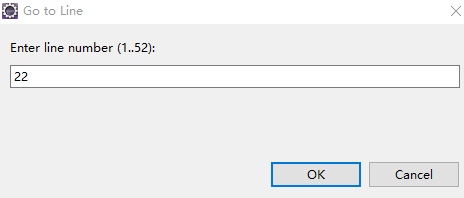 Go to Line
Enter line number (1..52):
22
OK
Cancel